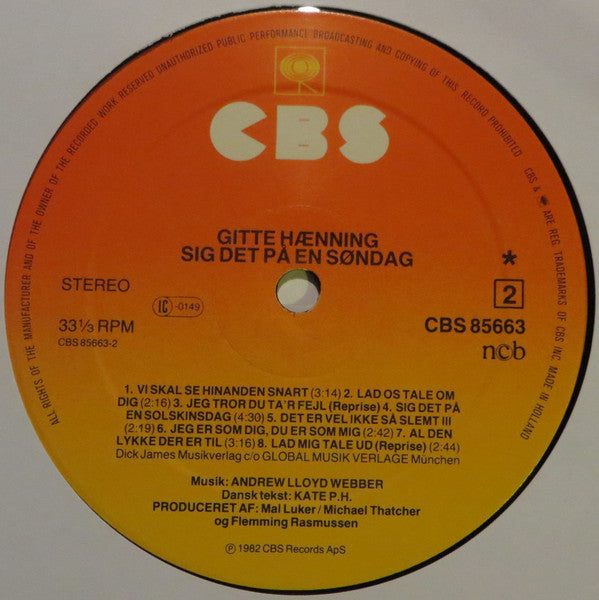 ALL RIGHTS OF THE MANUFACTURER AND OF THE OWNER OF THE RECORDED WORK RESERVED UNAUTHORIZED PUBLIC PERFORMANCE BROADCASTING AND COPYING OF THIS RECORD PROHIBITED CBS & ARE REG. TRADEMARKS OF CBS INC. MADE IN HOLLAND
CBS
GITTE HÆNNING
SIG DET PÅ EN SØNDAG
STEREO
IC -0149
*
2
33⅓ RPM
CBS 85663-2
CBS 85663
ncb
1. VI SKAL SE HINANDEN SNART (3:14) 2. LAD OS TALE OM
DIG (2:16) 3. JEG TROR DU TA'R FEJL (Reprise) 4. SIG DET PÅ
EN SOLSKINSDAG (4:30) 5. DET ER VEL IKKE SÅ SLEMT III
(2:19) 6. JEG ER SOM DIG, DU ER SOM MIG (2:42) 7. AL DEN
LYKKE DER ER TIL (3:16) 8. LAD MIG TALE UD (Reprise) (2:44)
Dick James Musikverlag c/o GLOBAL MUSIK VERLAGE München
Musik: ANDREW LLOYD WEBBER
Dansk tekst: KATE P.H.
PRODUCERET AF: Mal Luker / Michael Thatcher
og Flemming Rasmussen
℗ 1982 CBS Records ApS